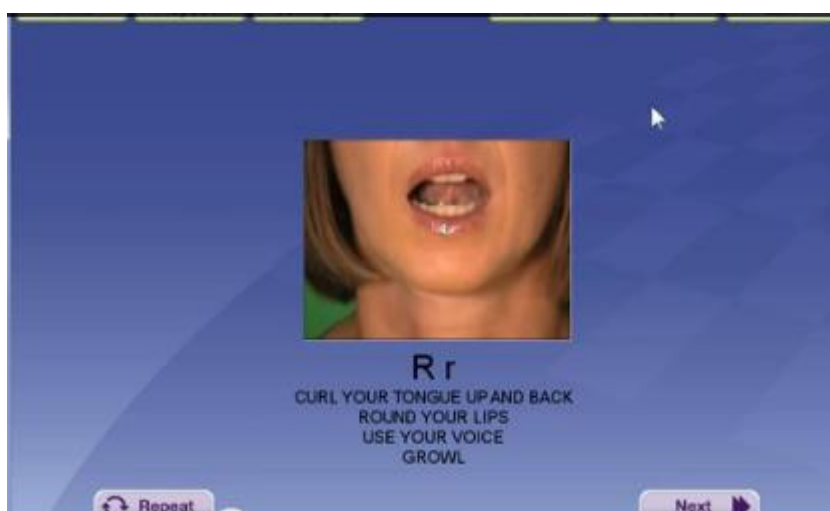 R r
CURL YOUR TONGUE UP AND BACK
ROUND YOUR LIPS
USE YOUR VOICE
GROWL
Repeat
Next